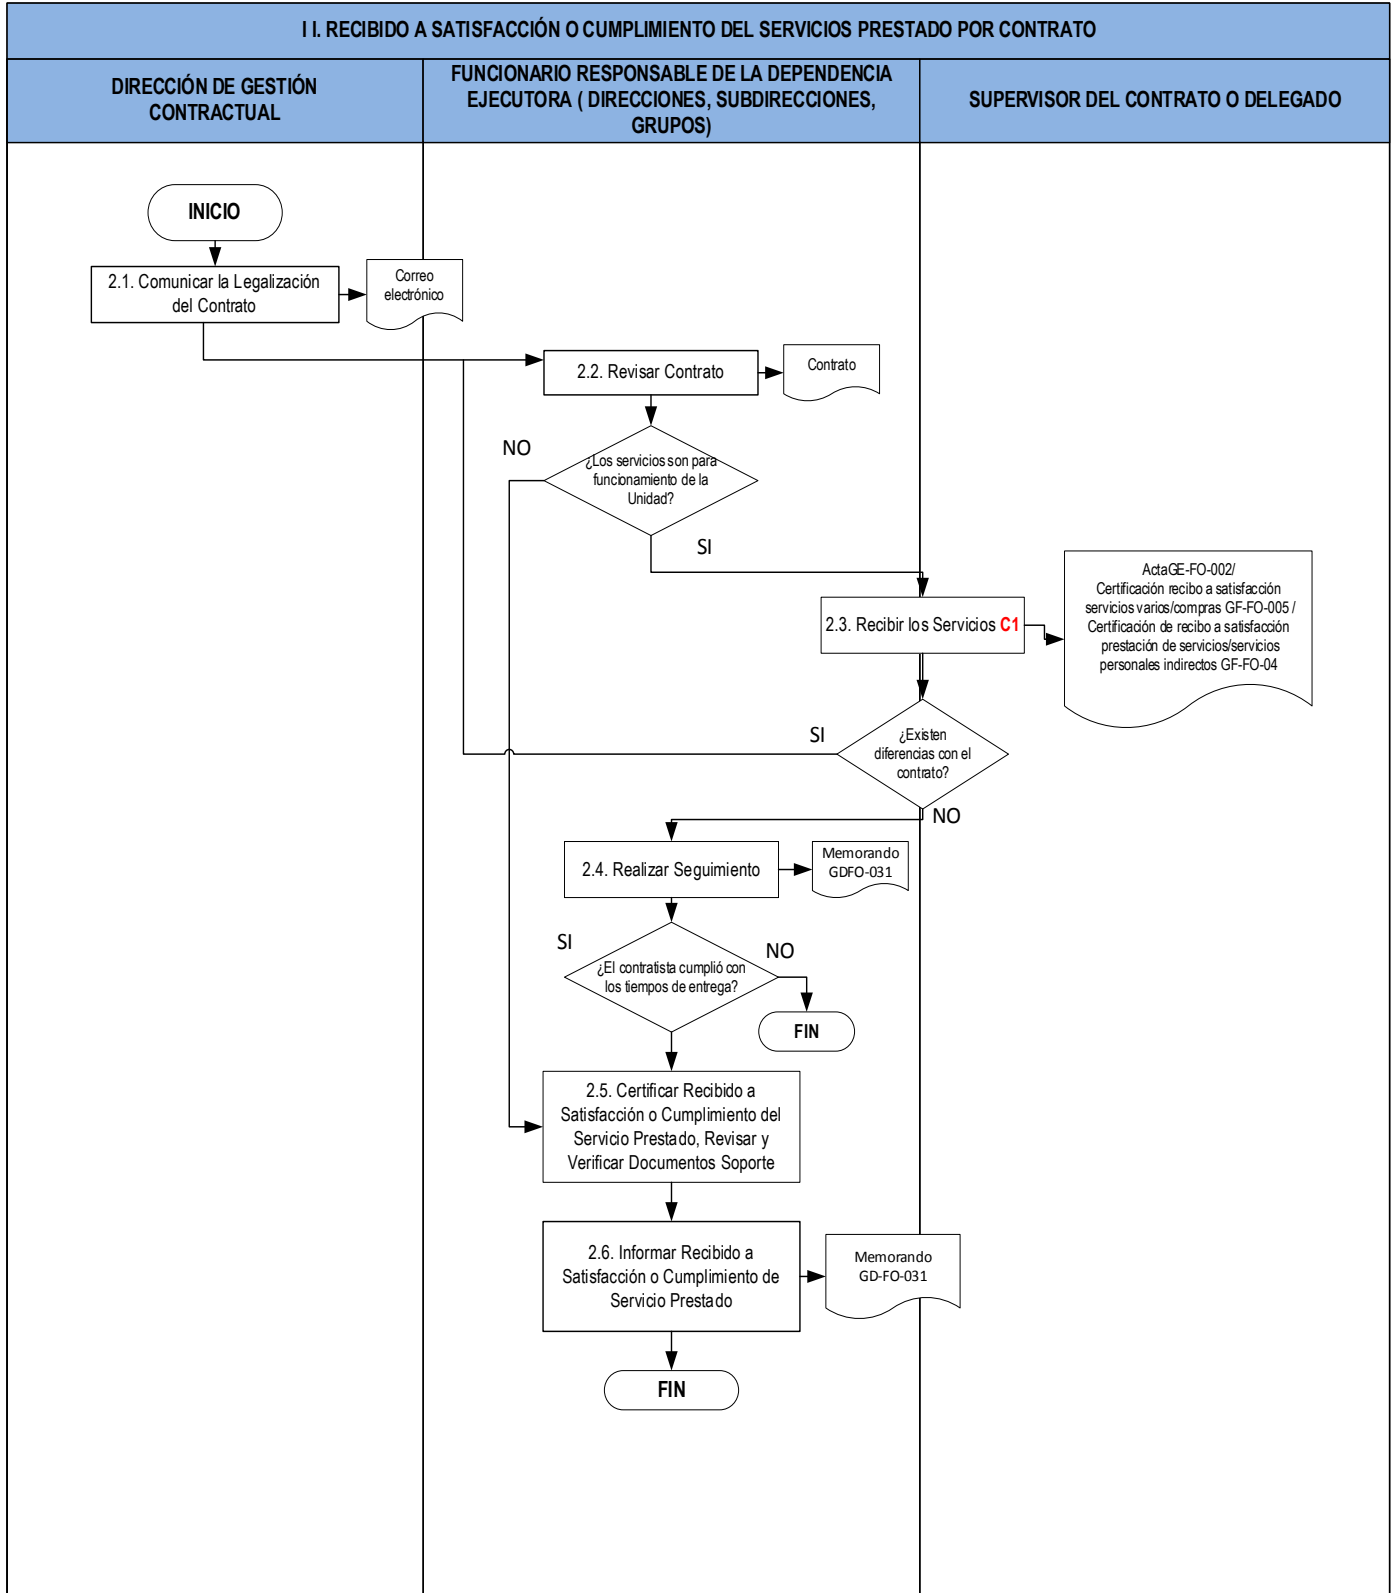 I I. RECIBIDO A SATISFACCIÓN O CUMPLIMIENTO DEL SERVICIOS PRESTADO POR CONTRATO
DIRECCIÓN DE GESTIÓN
CONTRACTUAL
FUNCIONARIO RESPONSABLE DE LA DEPENDENCIA
EJECUTORA ( DIRECCIONES, SUBDIRECCIONES,
GRUPOS)
SUPERVISOR DEL CONTRATO O DELEGADO
INICIO
2.1. Comunicar la Legalización
del Contrato
Correo
electrónico
2.2. Revisar Contrato
Contrato
NO
¿Los servicios son para
funcionamiento de la
Unidad?
SI
2.3. Recibir los Servicios C1
ActaGE-FO-002/
Certificación recibo a satisfacción
servicios varios/compras GF-FO-005 /
Certificación de recibo a satisfacción
prestación de servicios/servicios
personales indirectos GF-FO-04
SI
¿Existen
diferencias con el
contrato?
NO
2.4. Realizar Seguimiento
Memorando
GDFO-031
SI
NO
¿El contratista cumplió con
los tiempos de entrega?
FIN
2.5. Certificar Recibido a
Satisfacción o Cumplimiento del
Servicio Prestado, Revisar y
Verificar Documentos Soporte
2.6. Informar Recibido a
Satisfacción o Cumplimiento de
Servicio Prestado
Memorando
GD-FO-031
FIN